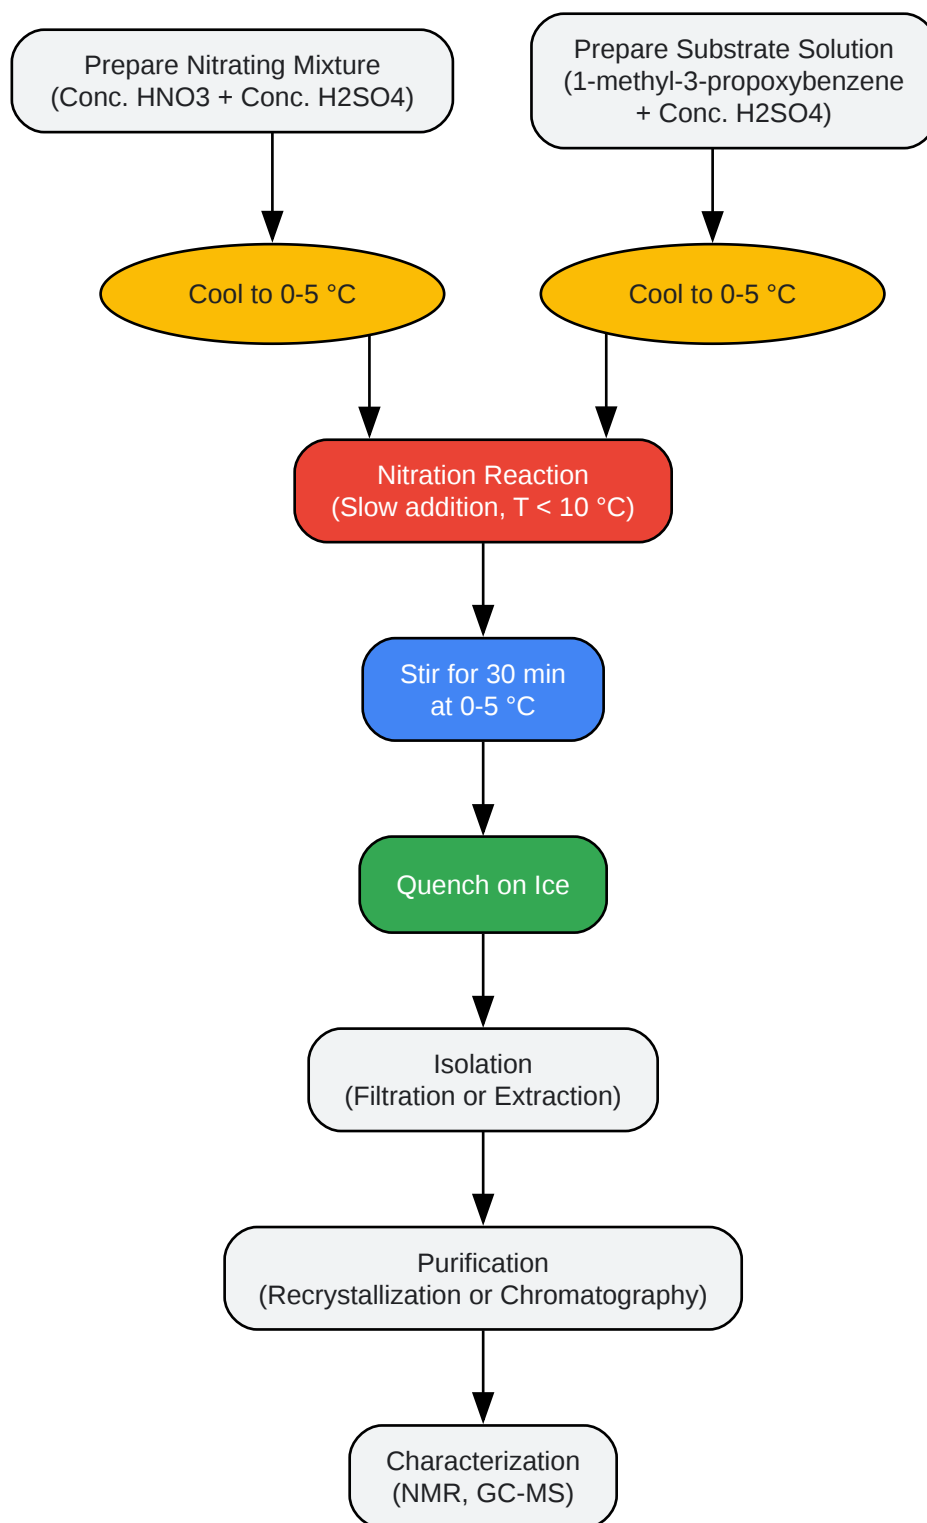 Prepare Nitrating Mixture
(Conc. HNO3 + Conc. H2SO4)
Prepare Substrate Solution
(1-methyl-3-propoxybenzene
+ Conc. H2SO4)
Cool to 0-5 °C
Cool to 0-5 °C
Nitration Reaction
(Slow addition, T < 10 °C)
Stir for 30 min
at 0-5 °C
Quench on Ice
Isolation
(Filtration or Extraction)
Purification
(Recrystallization or Chromatography)
Characterization
(NMR, GC-MS)